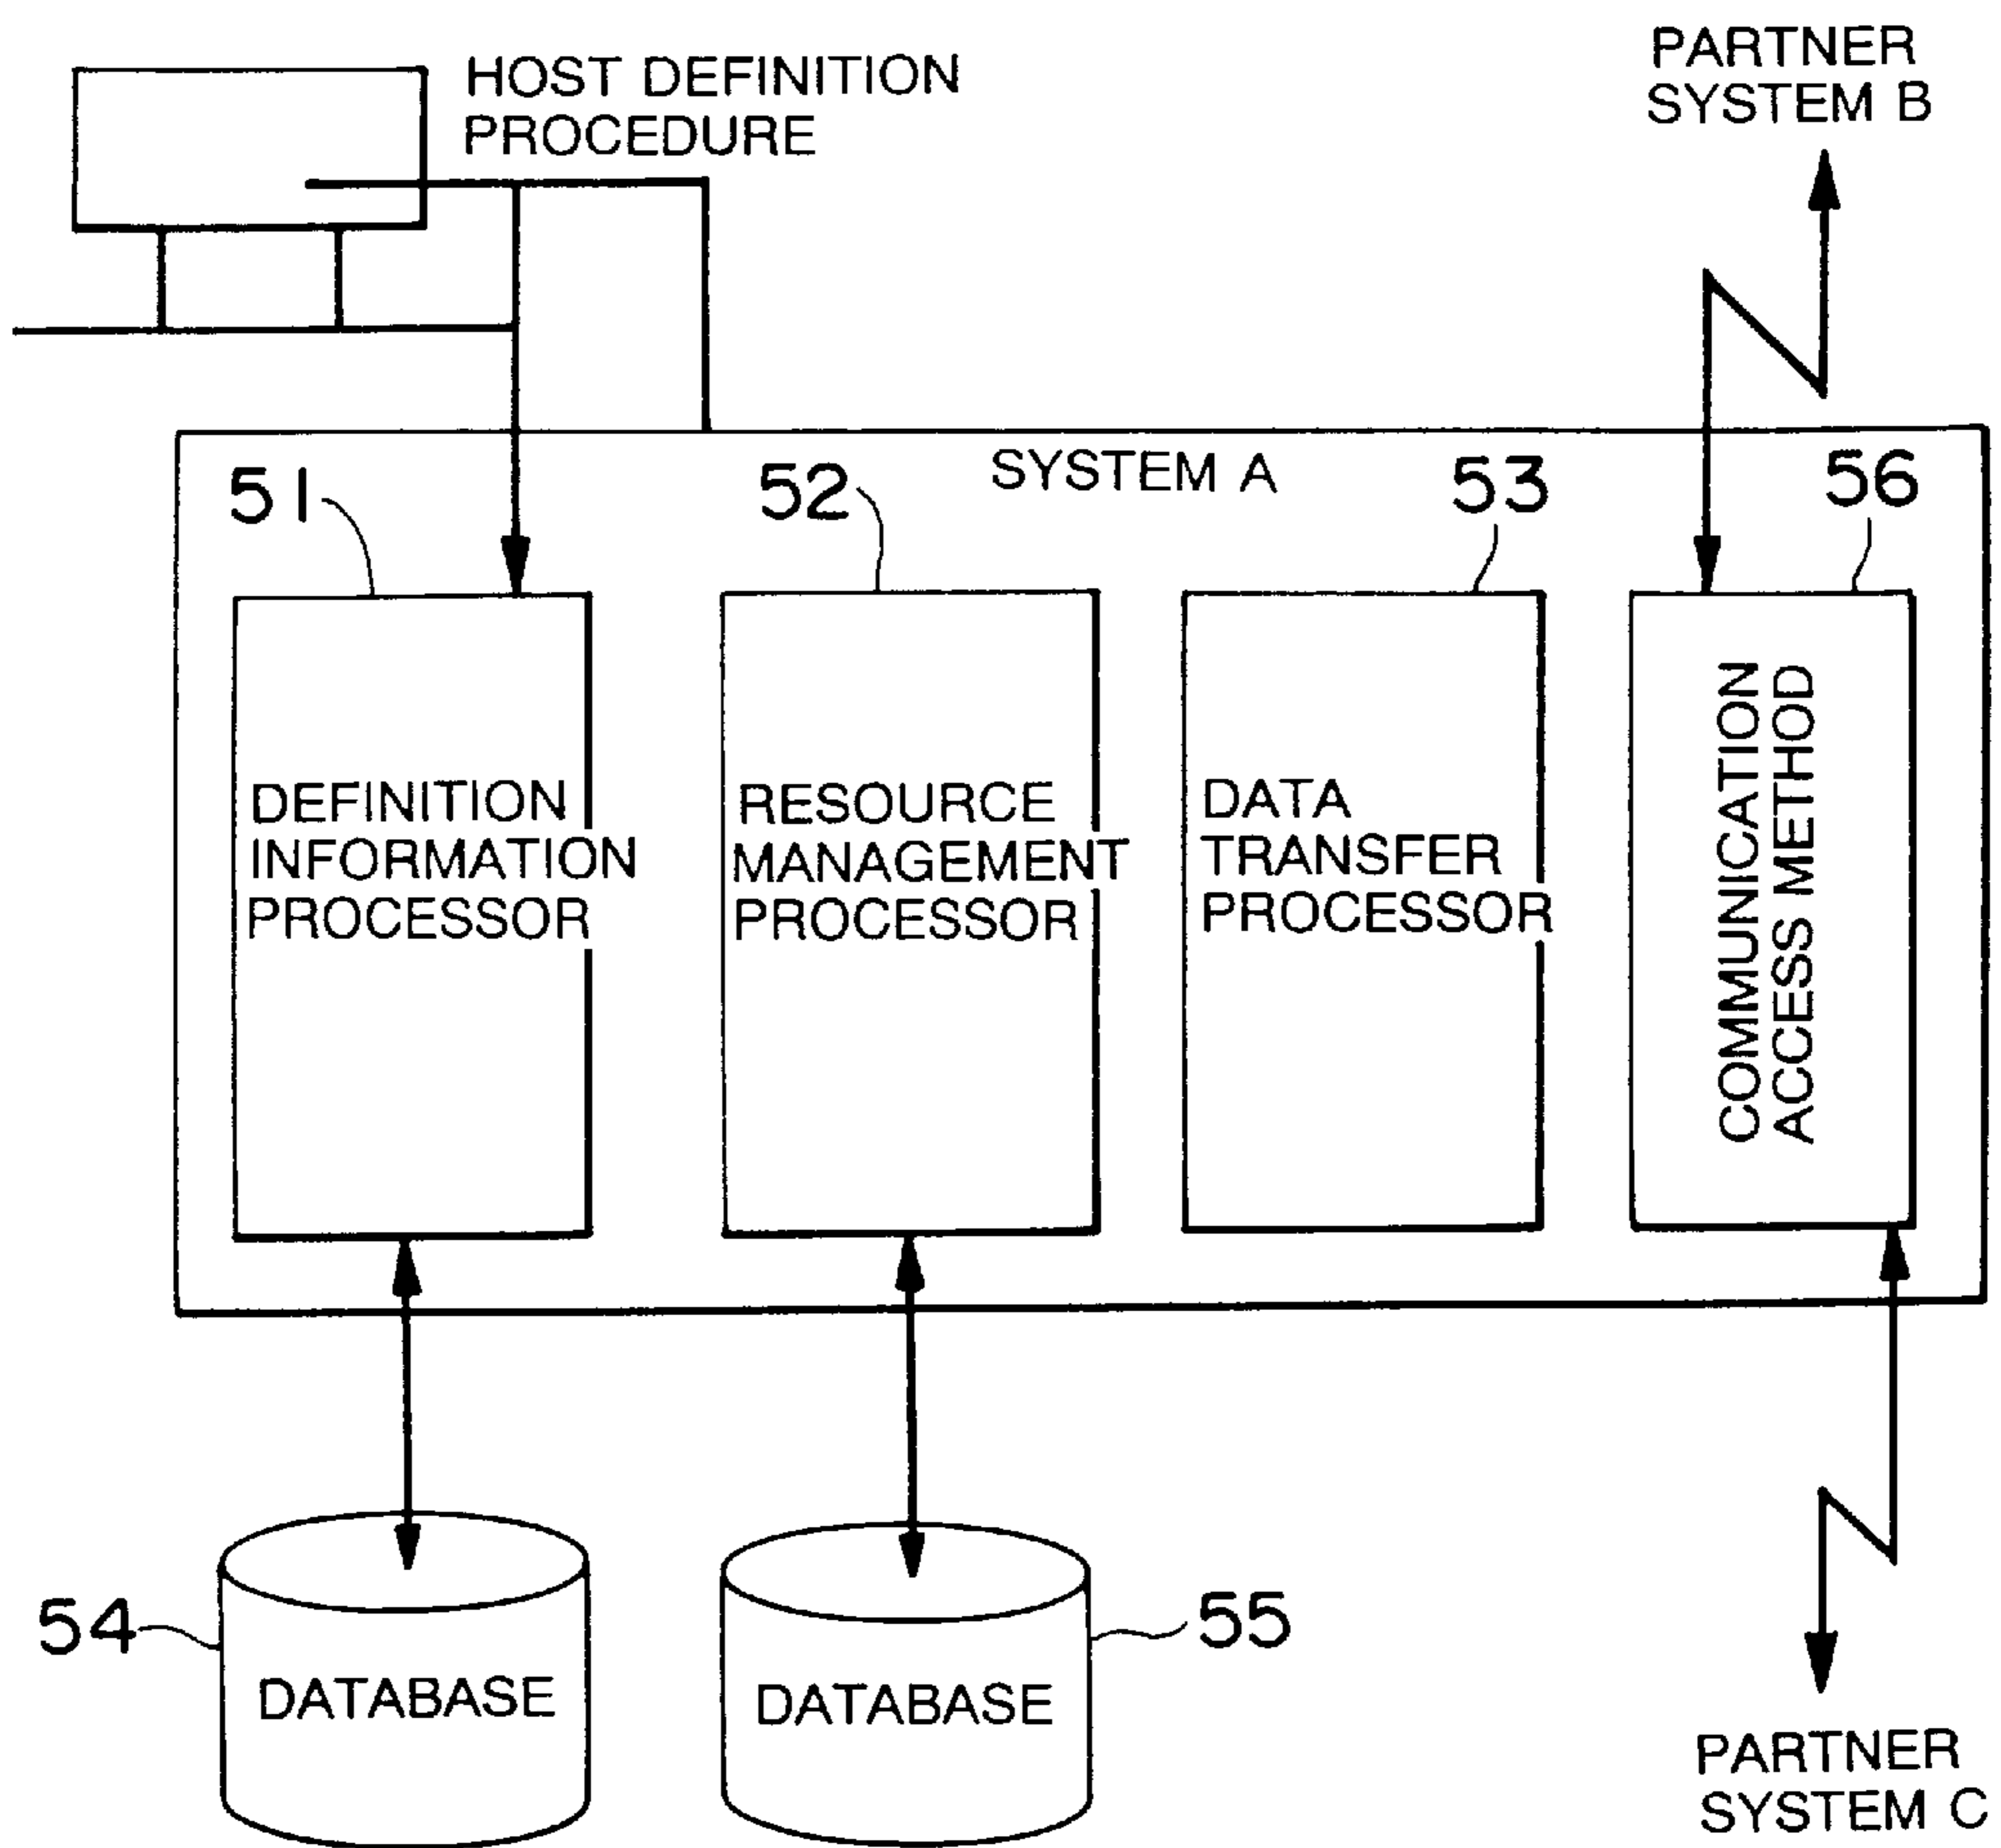 HOST DEFINITION
PROCEDURE
PARTNER
SYSTEM B
SYSTEM A
51
52
53
56
DEFINITION
INFORMATION
PROCESSOR
RESOURCE
MANAGEMENT
PROCESSOR
DATA
TRANSFER
PROCESSOR
COMMUNICATION
ACCESS METHOD
54
DATABASE
55
DATABASE
PARTNER
SYSTEM C